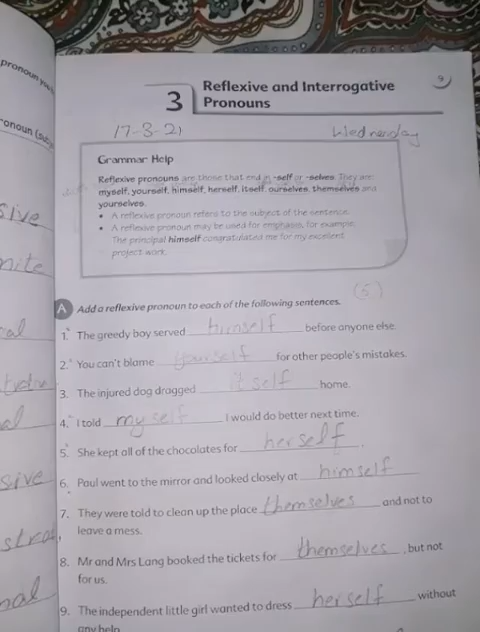 pronoun you
9
3
Reflexive and Interrogative
Pronouns
17-3-21
Wednesday
Grammar Help
Reflexive pronouns are those that end in -self or -selves. They are:
myself, yourself, himself, herself, itself, ourselves, themselves and
yourselves.
• A reflexive pronoun refers to the subject of the sentence.
• A reflexive pronoun may be used for emphasis, for example:
The principal himself congratulated me for my excellent
project work.
(5)
A Add a reflexive pronoun to each of the following sentences.
1. The greedy boy served himself before anyone else.
2. You can't blame yourself for other people's mistakes.
3. The injured dog dragged itself home.
4. I told myself I would do better next time.
5. She kept all of the chocolates for herself.
6. Paul went to the mirror and looked closely at himself
7. They were told to clean up the place themselves and not to
leave a mess.
8. Mr and Mrs Lang booked the tickets for themselves, but not
for us.
9. The independent little girl wanted to dress herself without
any help.